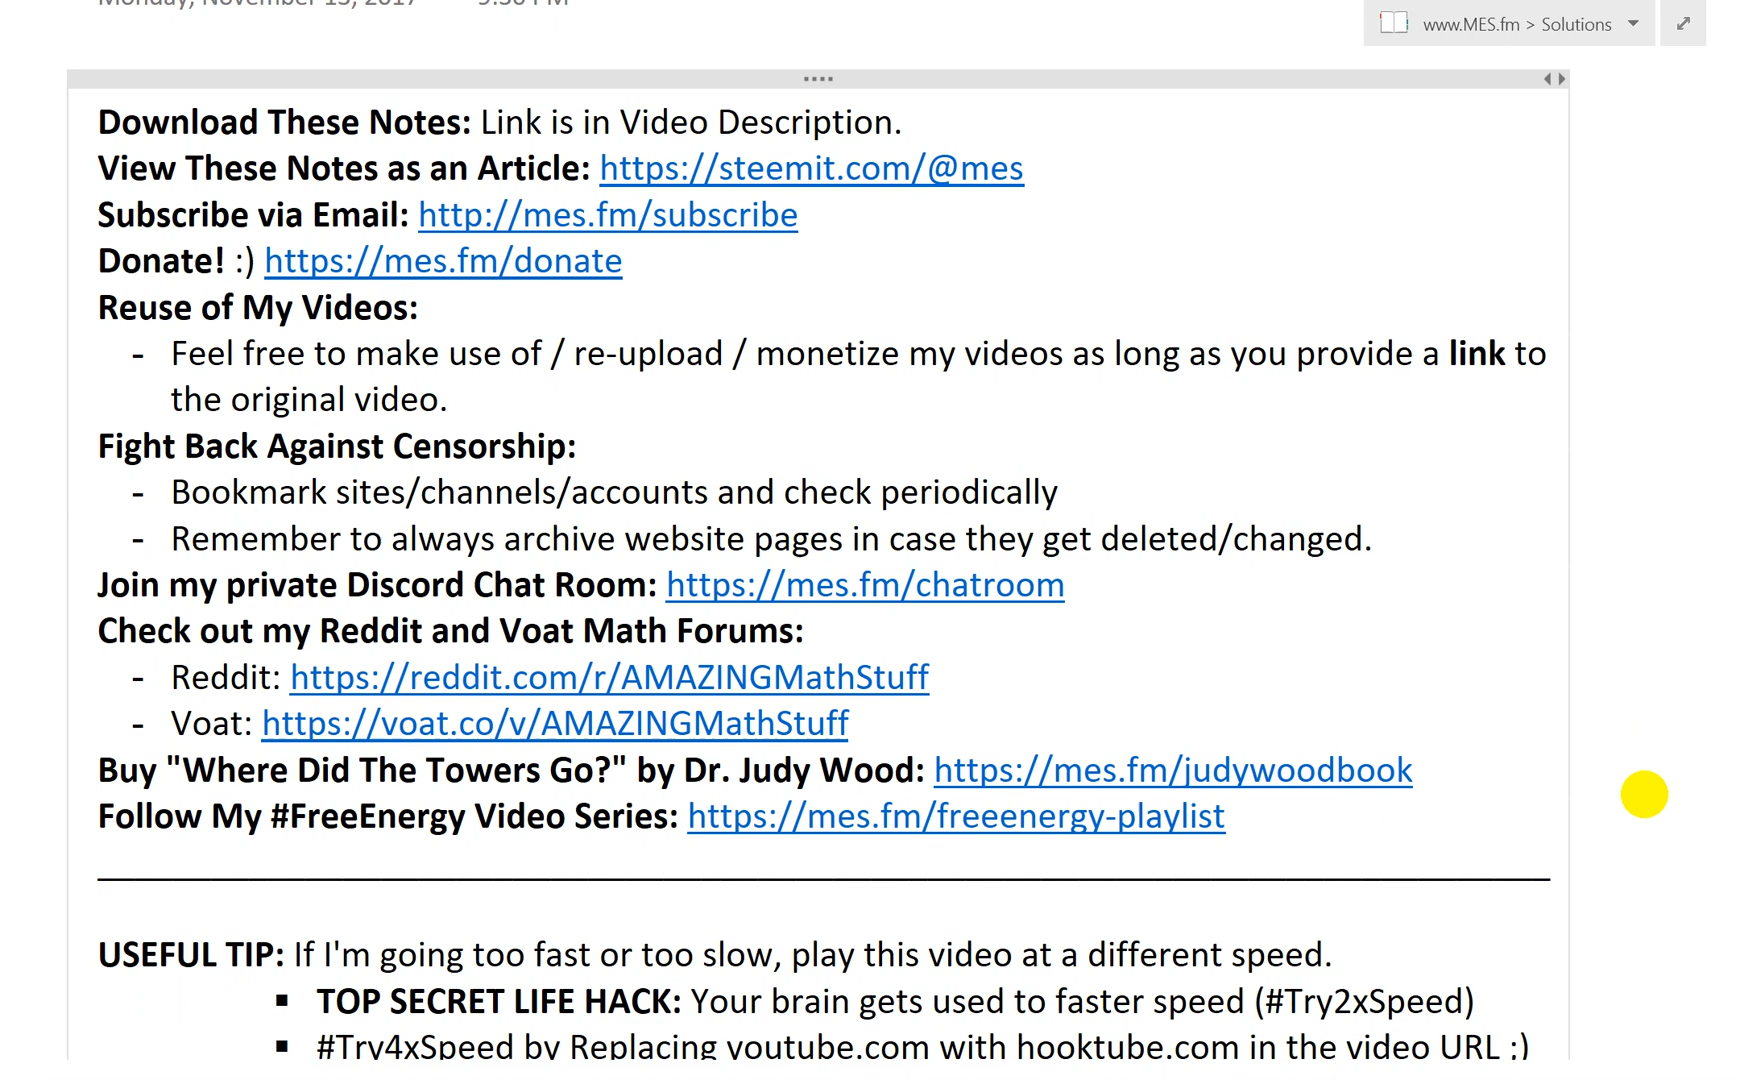 Monday, November 13, 2017 9:30 PM
www.MES.fm > Solutions
Download These Notes: Link is in Video Description.
View These Notes as an Article: https://steemit.com/@mes
Subscribe via Email: http://mes.fm/subscribe
Donate! :) https://mes.fm/donate
Reuse of My Videos:
- Feel free to make use of / re-upload / monetize my videos as long as you provide a link to
the original video.
Fight Back Against Censorship:
- Bookmark sites/channels/accounts and check periodically
- Remember to always archive website pages in case they get deleted/changed.
Join my private Discord Chat Room: https://mes.fm/chatroom
Check out my Reddit and Voat Math Forums:
- Reddit: https://reddit.com/r/AMAZINGMathStuff
- Voat: https://voat.co/v/AMAZINGMathStuff
Buy "Where Did The Towers Go?" by Dr. Judy Wood: https://mes.fm/judywoodbook
Follow My #FreeEnergy Video Series: https://mes.fm/freeenergy-playlist
USEFUL TIP: If I'm going too fast or too slow, play this video at a different speed.
▪ TOP SECRET LIFE HACK: Your brain gets used to faster speed (#Try2xSpeed)
▪ #Try4xSpeed by Replacing youtube.com with hooktube.com in the video URL :)